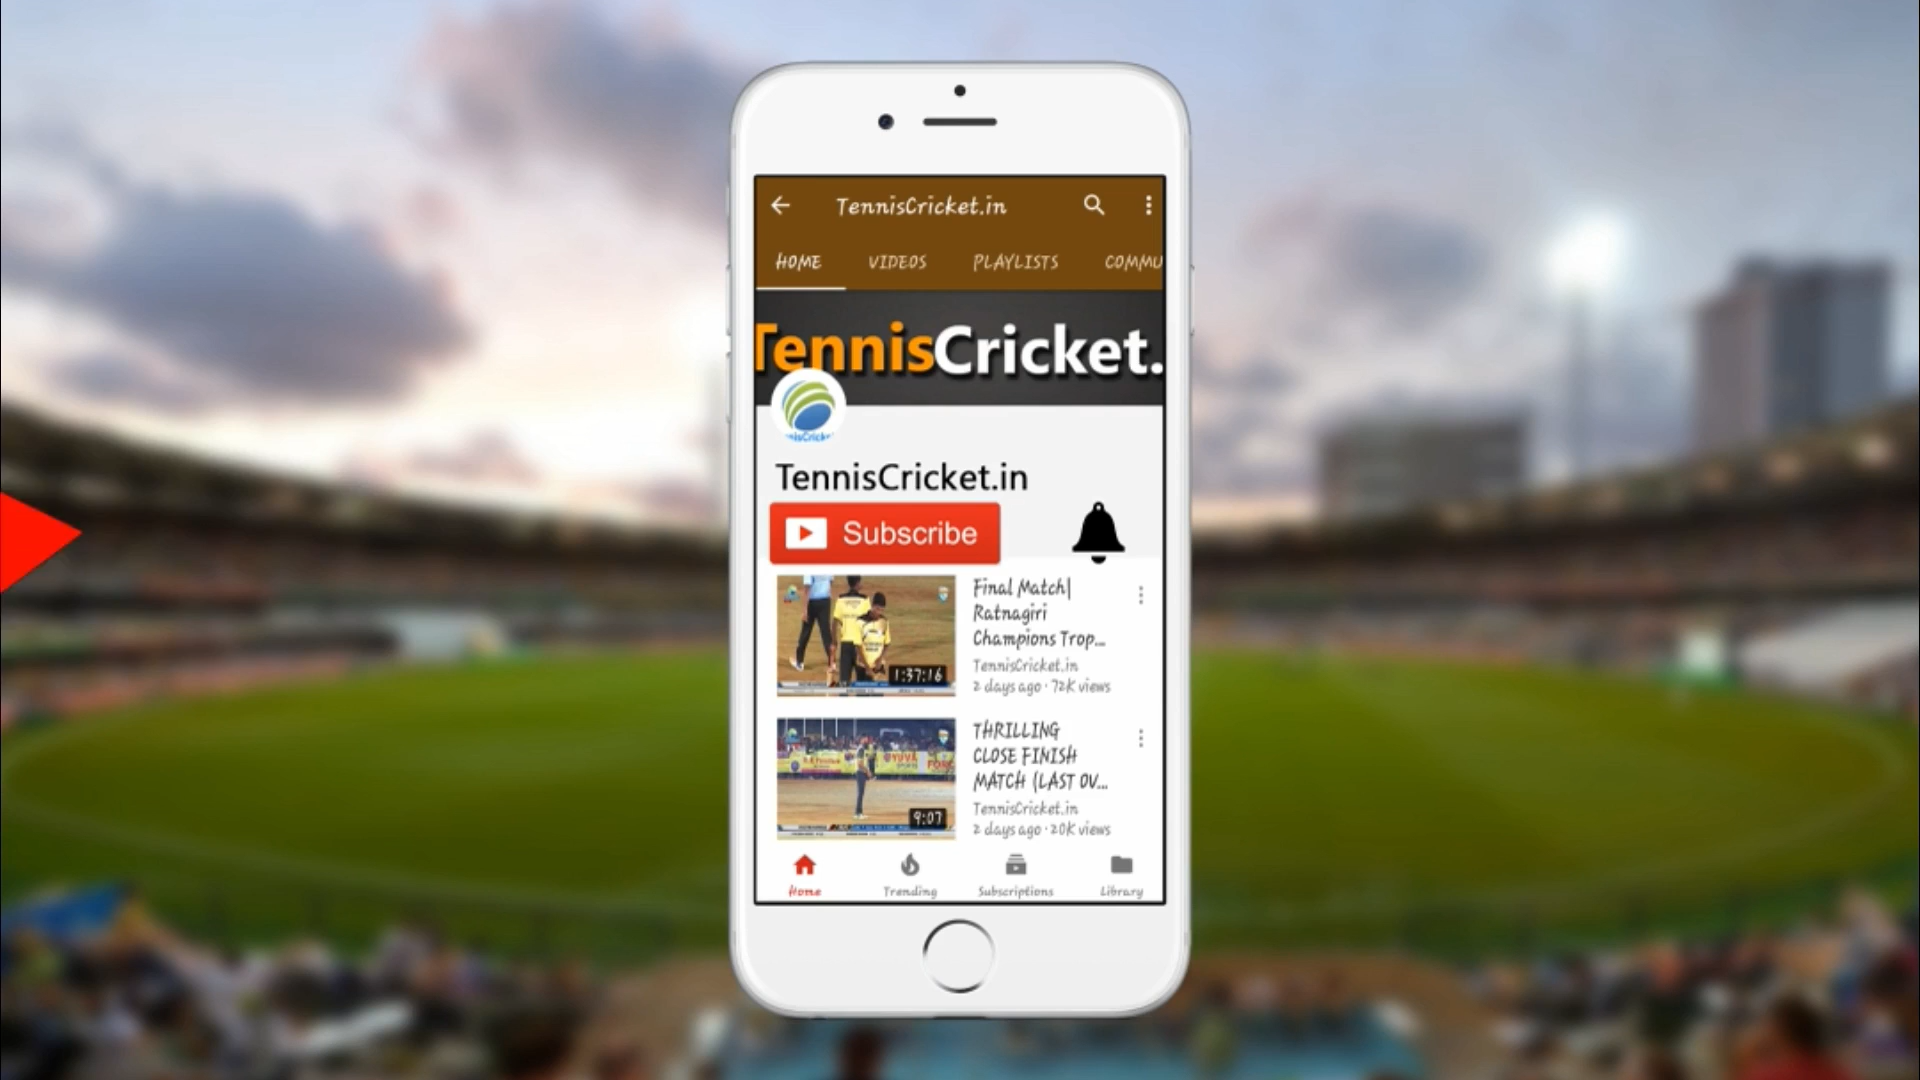 TennisCricket.in
HOME VIDEOS PLAYLISTS COMMU
TennisCricket.
TennisCricket.in
Subscribe
Final Match|
Ratnagiri
Champions Trop...
TennisCricket.in
2 days ago · 72K views
1:37:16
THRILLING
CLOSE FINISH
MATCH (LAST OV...
TennisCricket.in
2 days ago · 20K views
YUVA
9:07
Home Trending Subscriptions Library